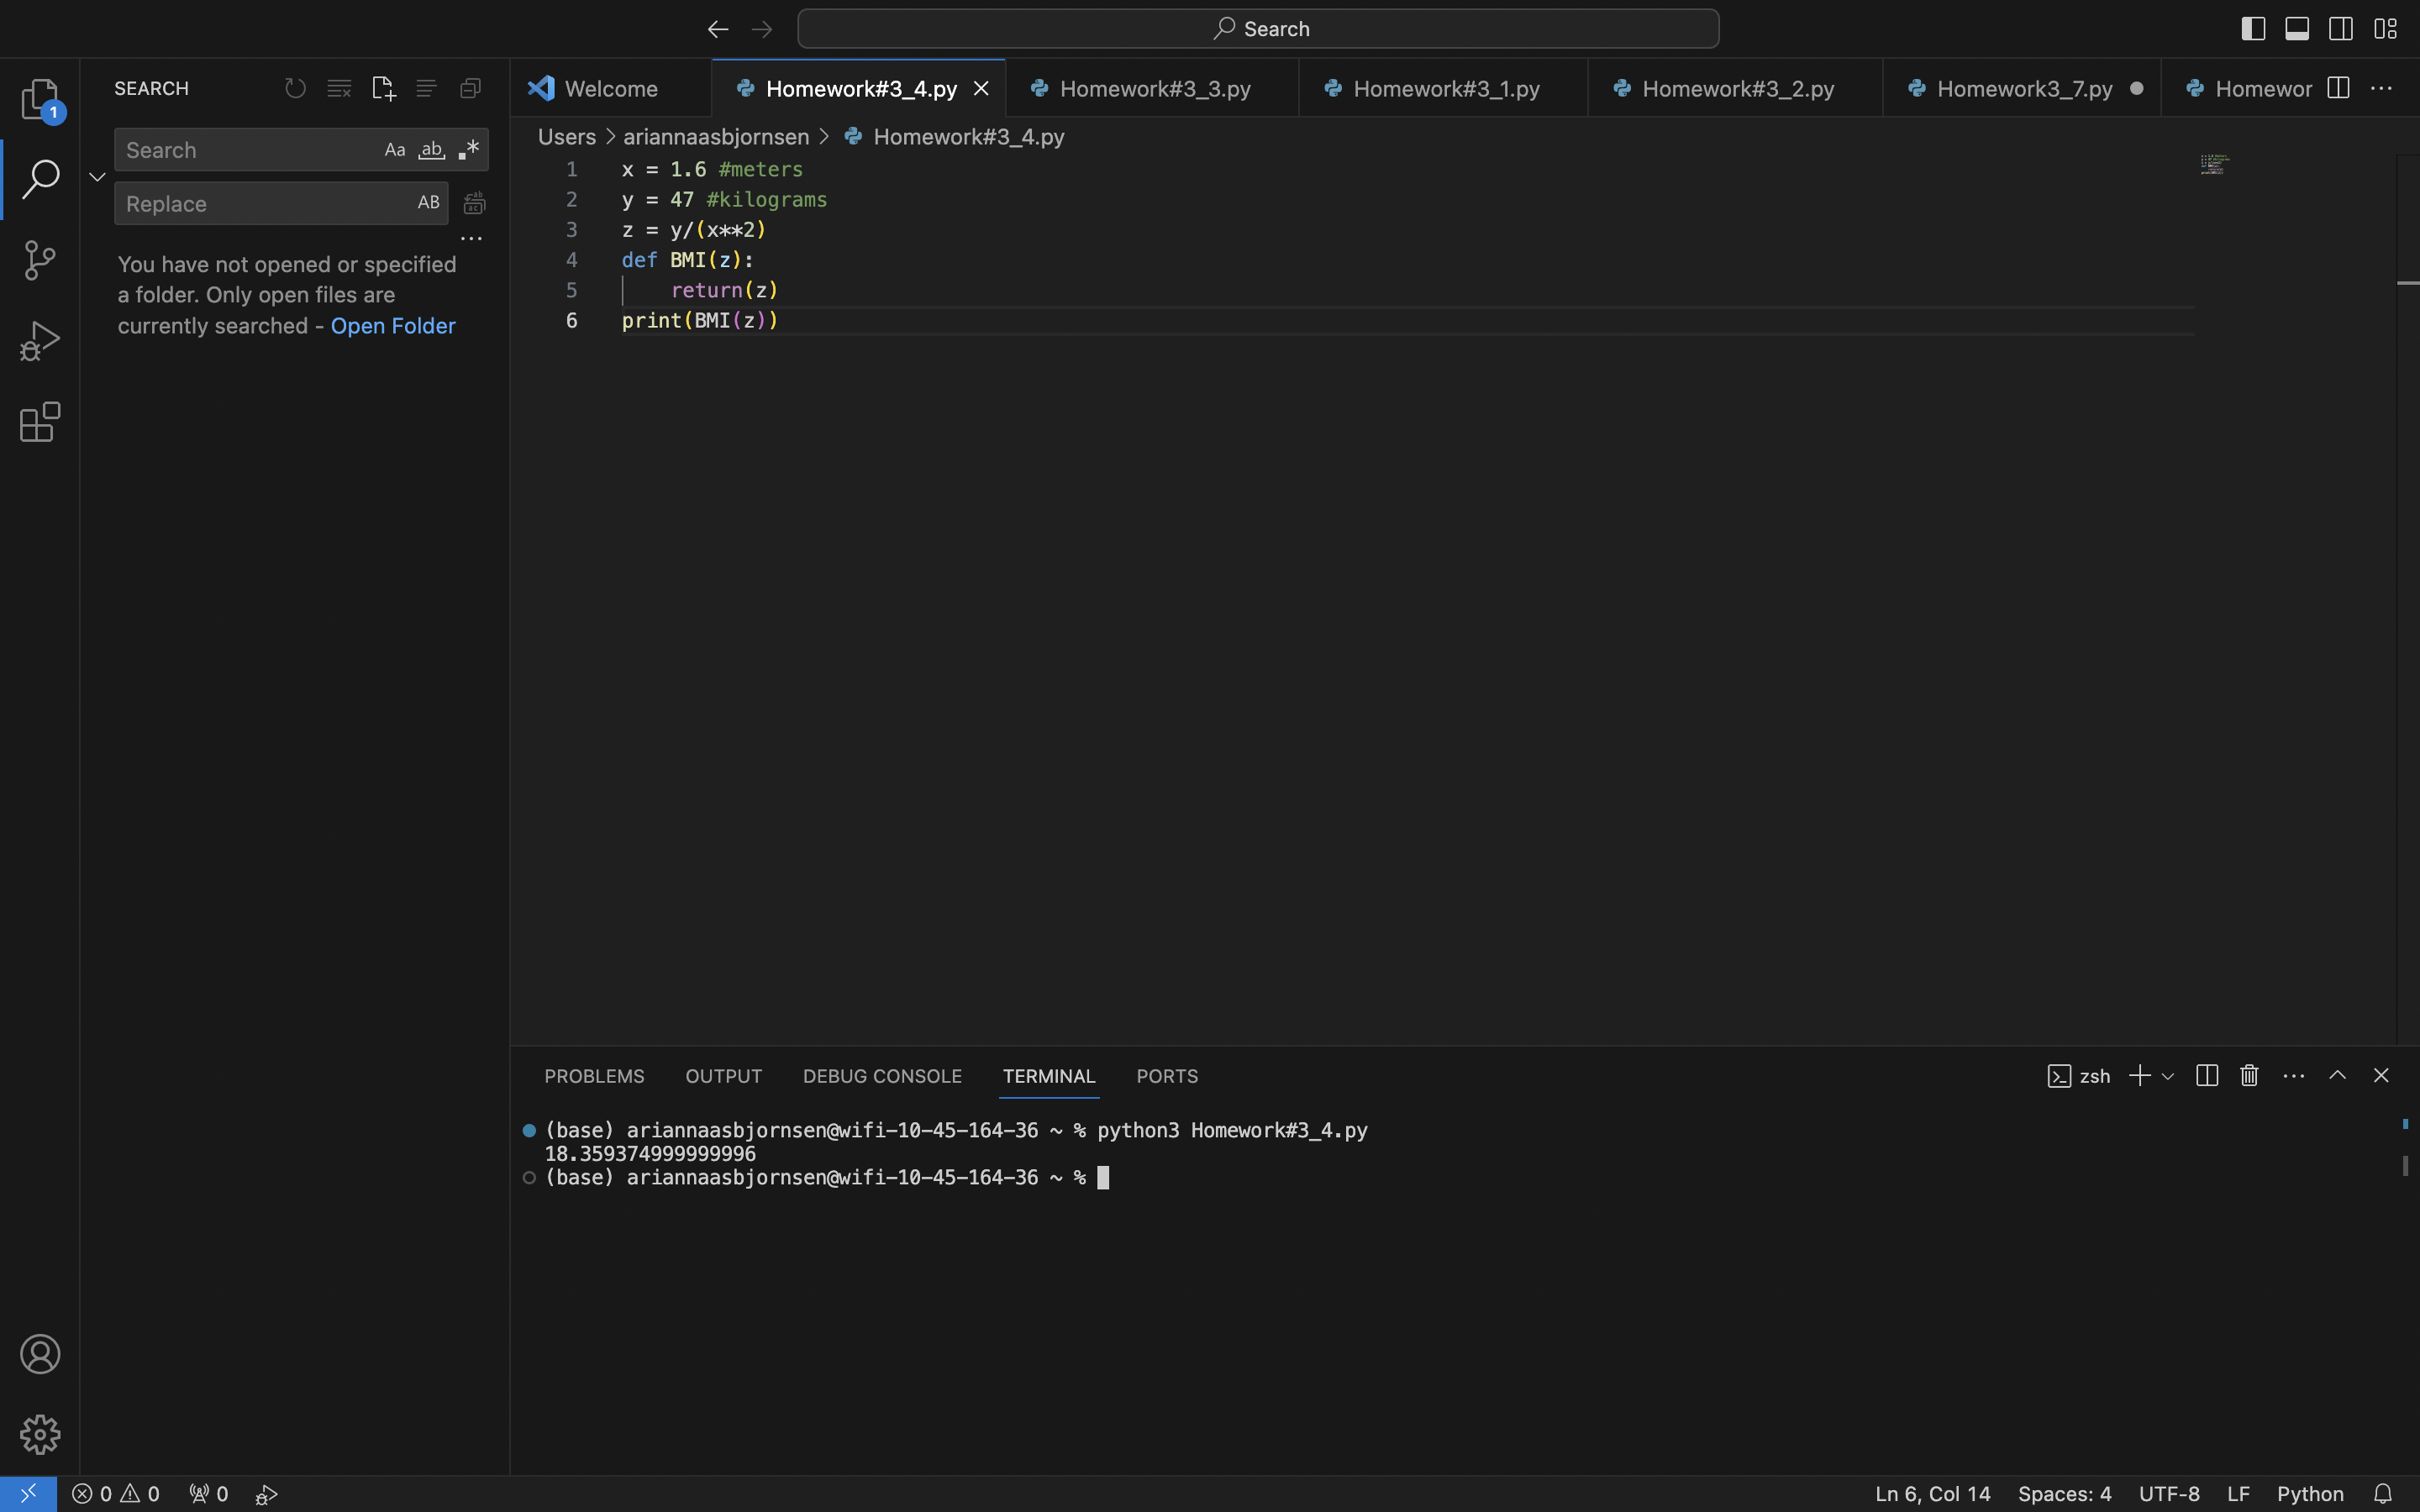 Search
SEARCH
Search Aa ab
Replace AB
You have not opened or specified
a folder. Only open files are
currently searched - Open Folder
1
Welcome Homework#3_4.py Homework#3_3.py Homework#3_1.py Homework#3_2.py Homework3_7.py Homewor
Users > ariannaasbjornsen > Homework#3_4.py
1 x = 1.6 #meters
2 y = 47 #kilograms
3 z = y/(x**2)
4 def BMI(z):
5 return(z)
6 print(BMI(z))
PROBLEMS OUTPUT DEBUG CONSOLE TERMINAL PORTS zsh
(base) ariannaasbjornsen@wifi-10-45-164-36 ~ % python3 Homework#3_4.py
18.359374999999996
(base) ariannaasbjornsen@wifi-10-45-164-36 ~ %
0 0 0 Ln 6, Col 14 Spaces: 4 UTF-8 LF Python